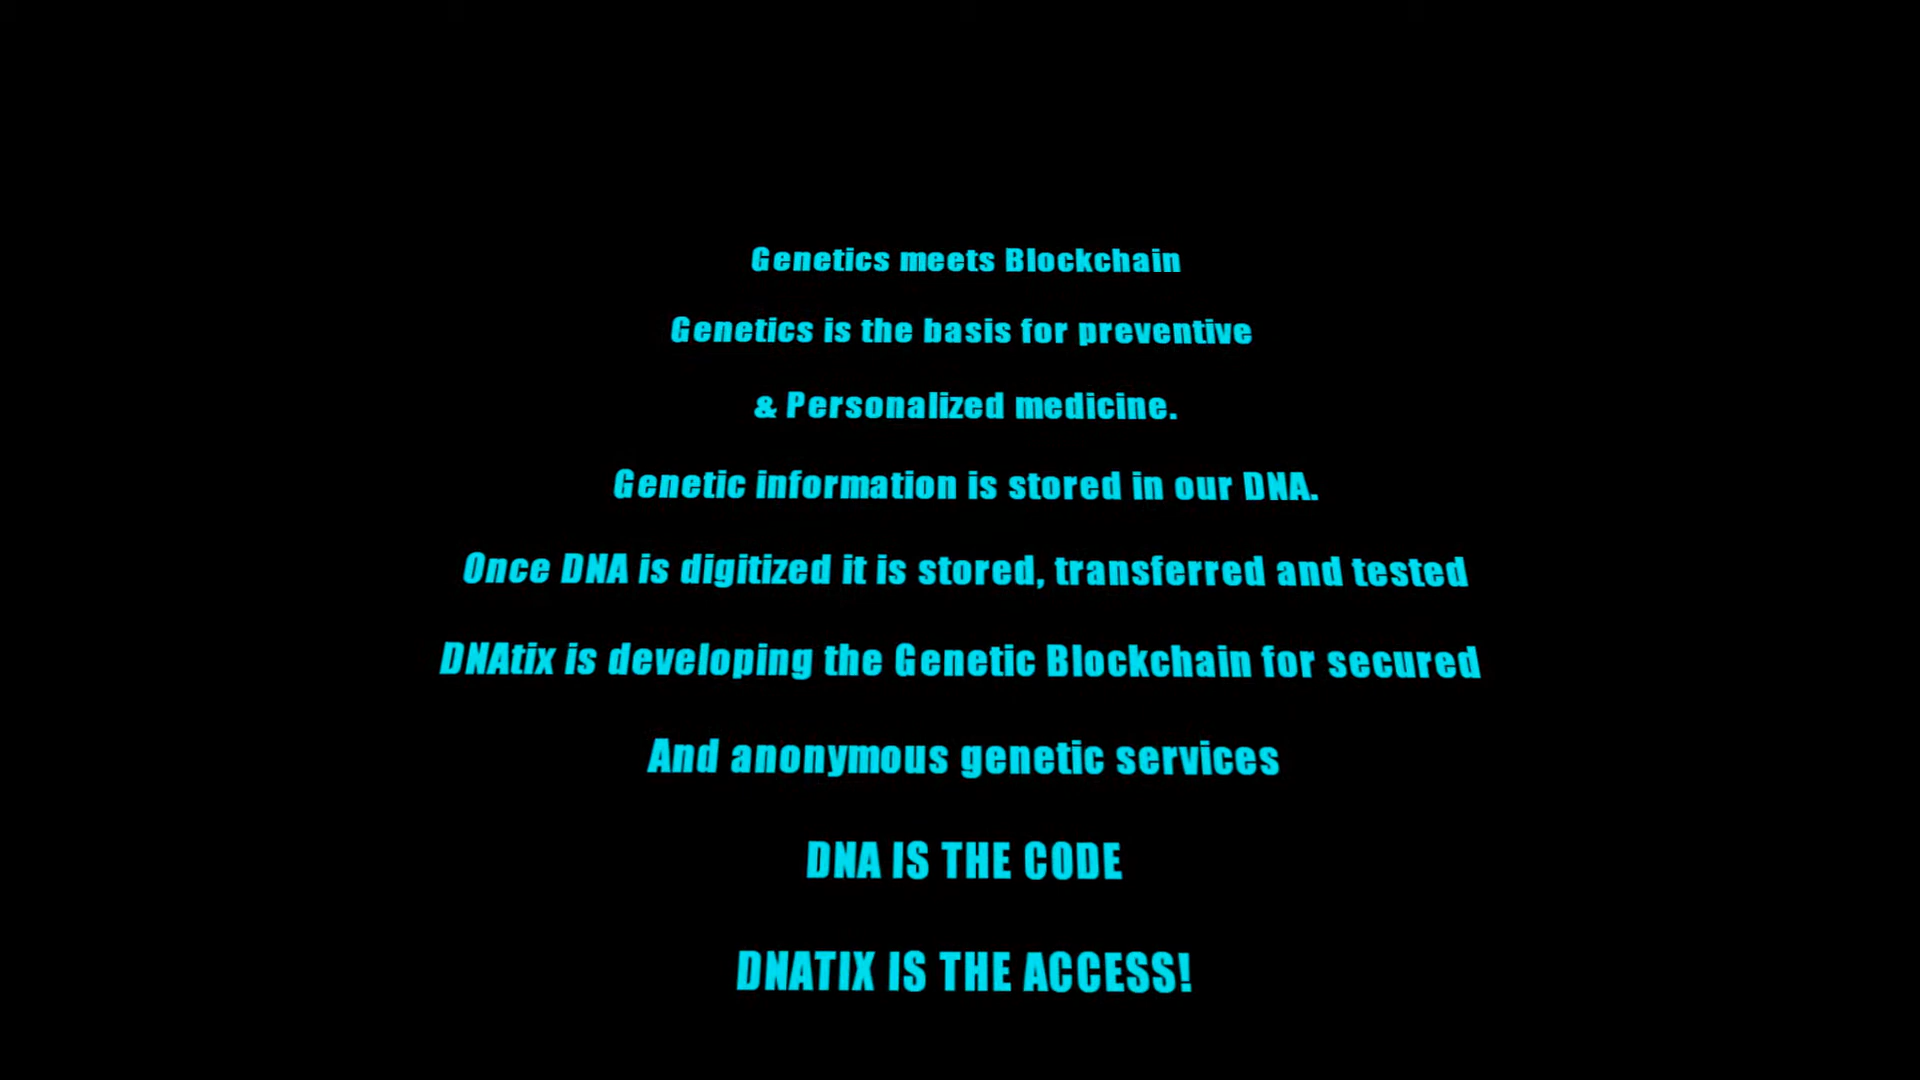 Genetics meets Blockchain
Genetics is the basis for preventive
& Personalized medicine.
Genetic information is stored in our DNA.
Once DNA is digitized it is stored, transferred and tested
DNAtix is developing the Genetic Blockchain for secured
And anonymous genetic services
DNA IS THE CODE
DNATIX IS THE ACCESS!